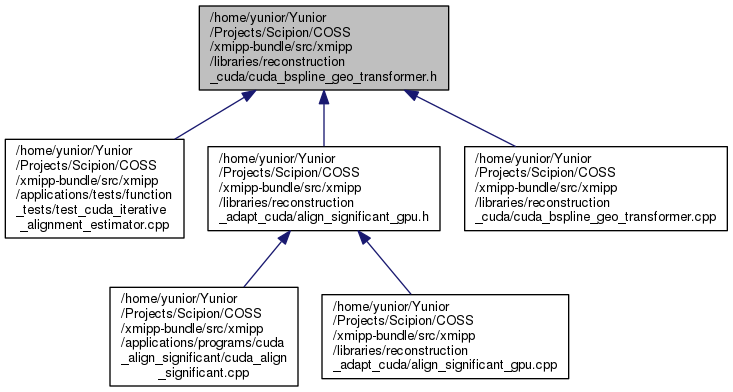 /home/yunior/Yunior
/Projects/Scipion/COSS
/xmipp-bundle/src/xmipp
/libraries/reconstruction
_cuda/cuda_bspline_geo_transformer.h
/home/yunior/Yunior
/Projects/Scipion/COSS
/xmipp-bundle/src/xmipp
/applications/tests/function
_tests/test_cuda_iterative
_alignment_estimator.cpp
/home/yunior/Yunior
/Projects/Scipion/COSS
/xmipp-bundle/src/xmipp
/libraries/reconstruction
_adapt_cuda/align_significant_gpu.h
/home/yunior/Yunior
/Projects/Scipion/COSS
/xmipp-bundle/src/xmipp
/libraries/reconstruction
_cuda/cuda_bspline_geo_transformer.cpp
/home/yunior/Yunior
/Projects/Scipion/COSS
/xmipp-bundle/src/xmipp
/applications/programs/cuda
_align_significant/cuda_align
_significant.cpp
/home/yunior/Yunior
/Projects/Scipion/COSS
/xmipp-bundle/src/xmipp
/libraries/reconstruction
_adapt_cuda/align_significant_gpu.cpp